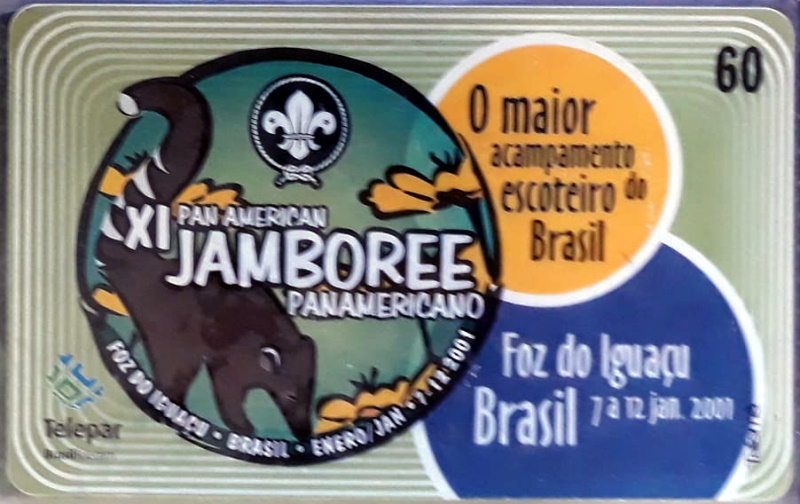 60
XI PAN AMERICAN
JAMBOREE
PANAMERICANO
FOZ DO IGUAÇU • BRASIL • ENERO/JAN • 7-12•2001
O maior
acampamento
escoteiro do
Brasil
Foz do Iguaçu
Brasil 7 a 12 jan. 2001
Telepar